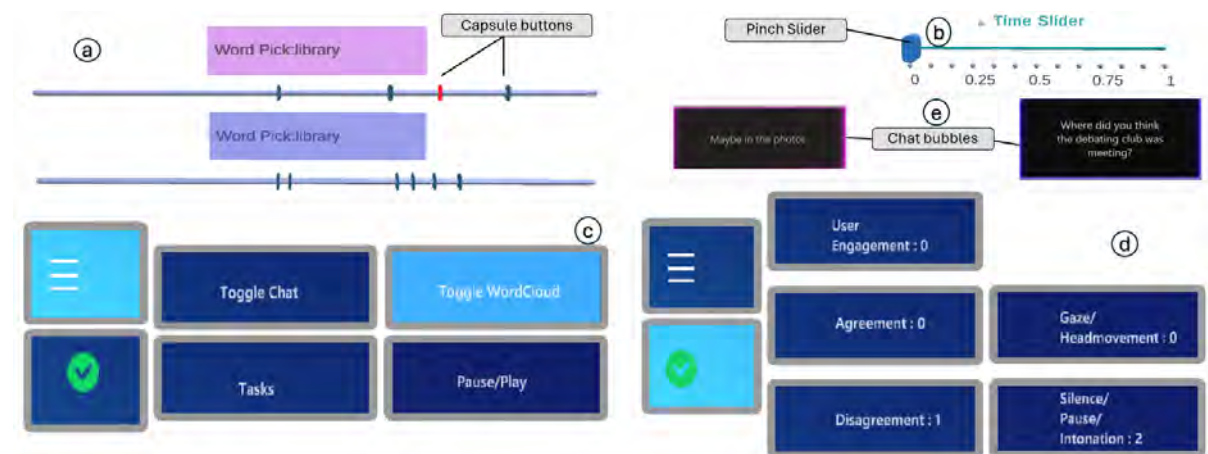 a
Word Pick:library
Capsule buttons
Word Pick:library
Pinch Slider
b
Time Slider
0 0.25 0.5 0.75 1
e
Maybe in the photos
Chat bubbles
Where did you think
the debating club was
meeting?
c
Toggle Chat
Toggle WordCloud
Tasks
Pause/Play
d
User
Engagement : 0
Agreement : 0
Gaze/
Headmovement : 0
Disagreement : 1
Silence/
Pause/
Intonation : 2